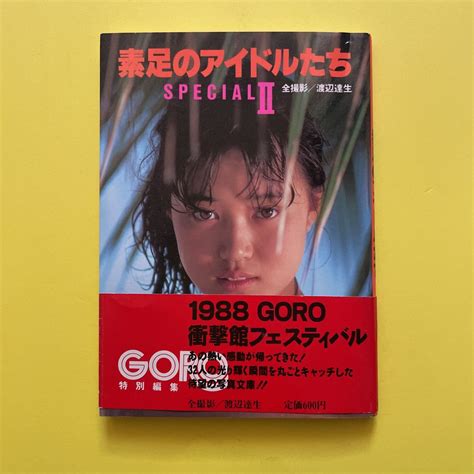 素足のアイドルたち
SPECIAL II
全撮影/渡辺達生
1988 GORO
衝撃館フェスティバル
あの熱い感動が帰ってきた!
32人の光り輝く瞬間を丸ごとキャッチした
待望の写真文庫!!
GORO
特別編集
全撮影/渡辺達生 定価600円